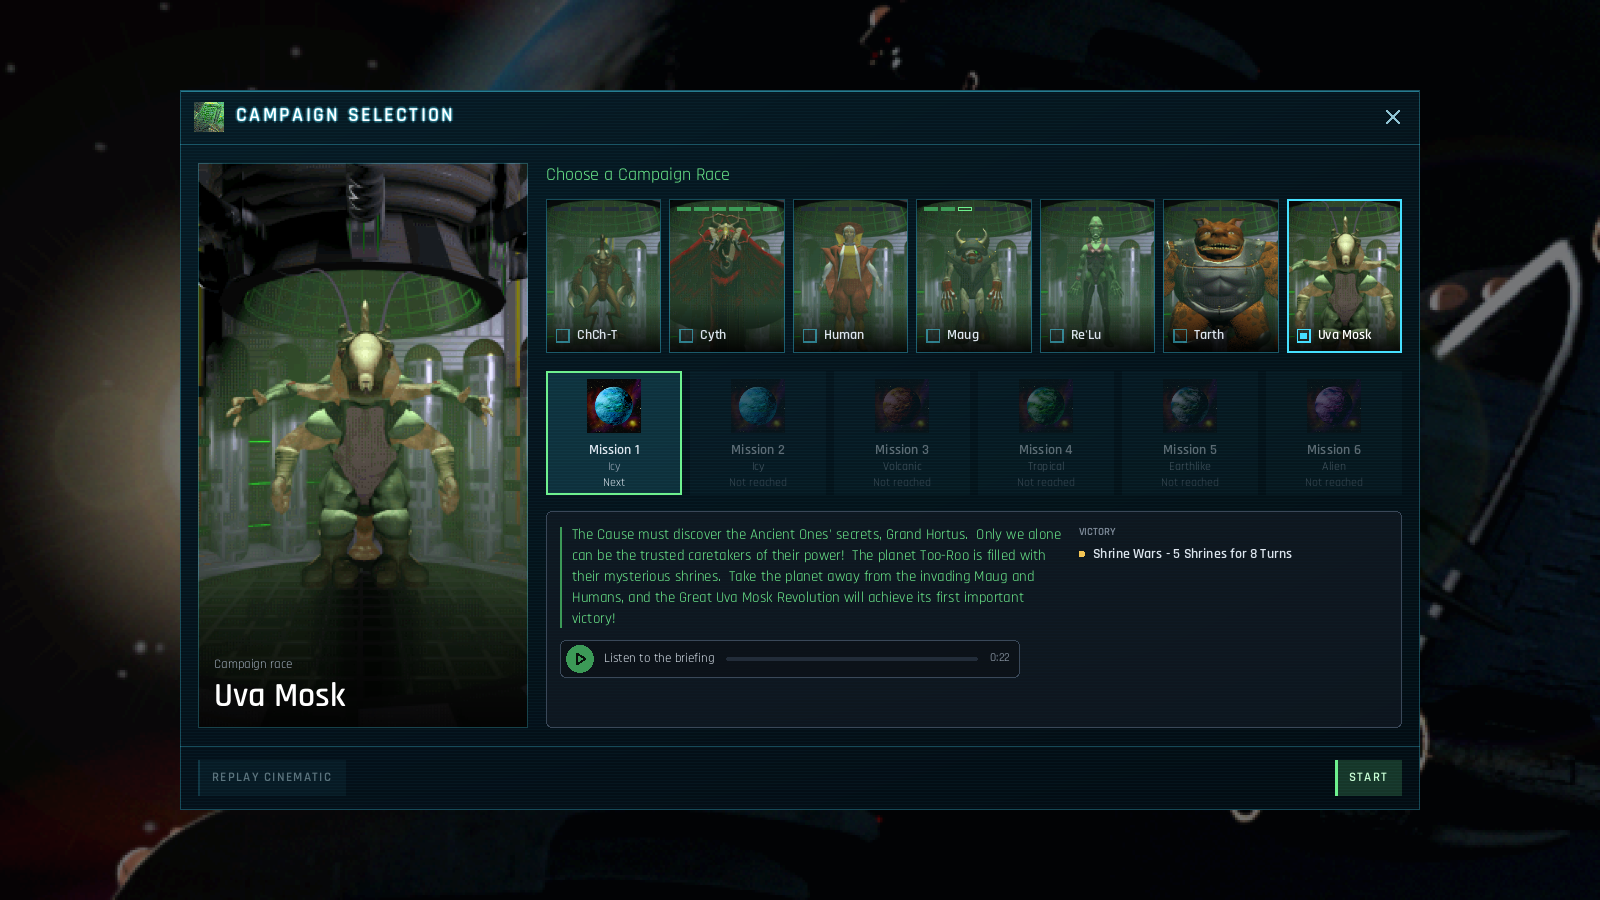 CAMPAIGN SELECTION
Choose a Campaign Race
ChCh-T
Cyth
Human
Maug
Re'Lu
Tarth
Uva Mosk
Mission 1
Icy
Next
Mission 2
Icy
Not reached
Mission 3
Volcanic
Not reached
Mission 4
Tropical
Not reached
Mission 5
Earthlike
Not reached
Mission 6
Alien
Not reached
Campaign race
Uva Mosk
The Cause must discover the Ancient Ones' secrets, Grand Hortus.  Only we alone
can be the trusted caretakers of their power!  The planet Too-Roo is filled with
their mysterious shrines.  Take the planet away from the invading Maug and
Humans, and the Great Uva Mosk Revolution will achieve its first important
victory!
VICTORY
Shrine Wars - 5 Shrines for 8 Turns
Listen to the briefing
0:22
REPLAY CINEMATIC
START